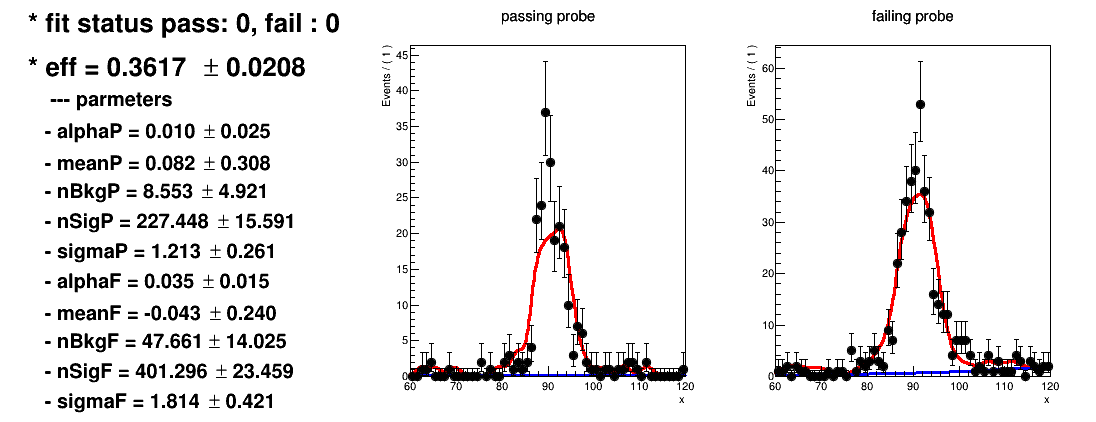 * fit status pass: 0, fail : 0
* eff = 0.3617 ± 0.0208
--- parmeters
- alphaP = 0.010 ± 0.025
- meanP = 0.082 ± 0.308
- nBkgP = 8.553 ± 4.921
- nSigP = 227.448 ± 15.591
- sigmaP = 1.213 ± 0.261
- alphaF = 0.035 ± 0.015
- meanF = -0.043 ± 0.240
- nBkgF = 47.661 ± 14.025
- nSigF = 401.296 ± 23.459
- sigmaF = 1.814 ± 0.421
passing probe
Events / ( 1 )
45
40
35
30
25
20
15
10
5
0
60 70 80 90 100 110 120
x
failing probe
Events / ( 1 )
60
50
40
30
20
10
0
60 70 80 90 100 110 120
x